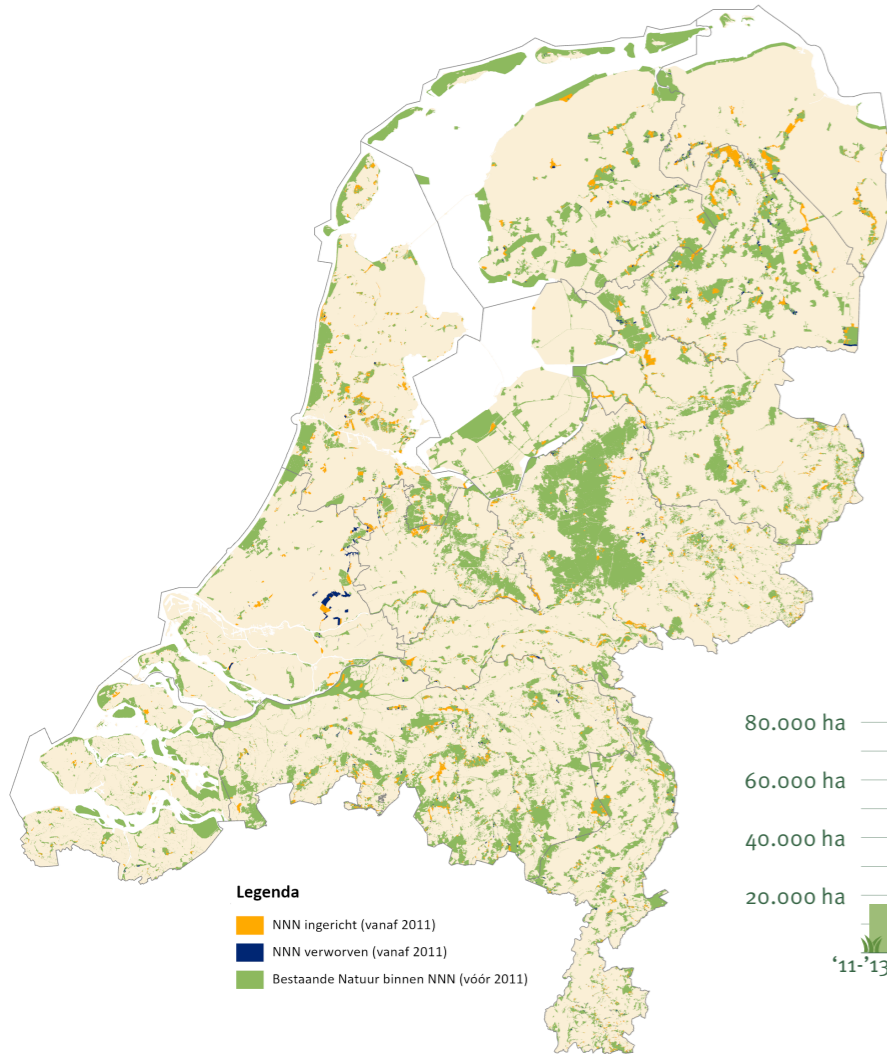 80.000 ha
60.000 ha
40.000 ha
20.000 ha
'11-'13
Legenda
NNN ingericht (vanaf 2011)
NNN verworven (vanaf 2011)
Bestaande Natuur binnen NNN (vóór 2011)